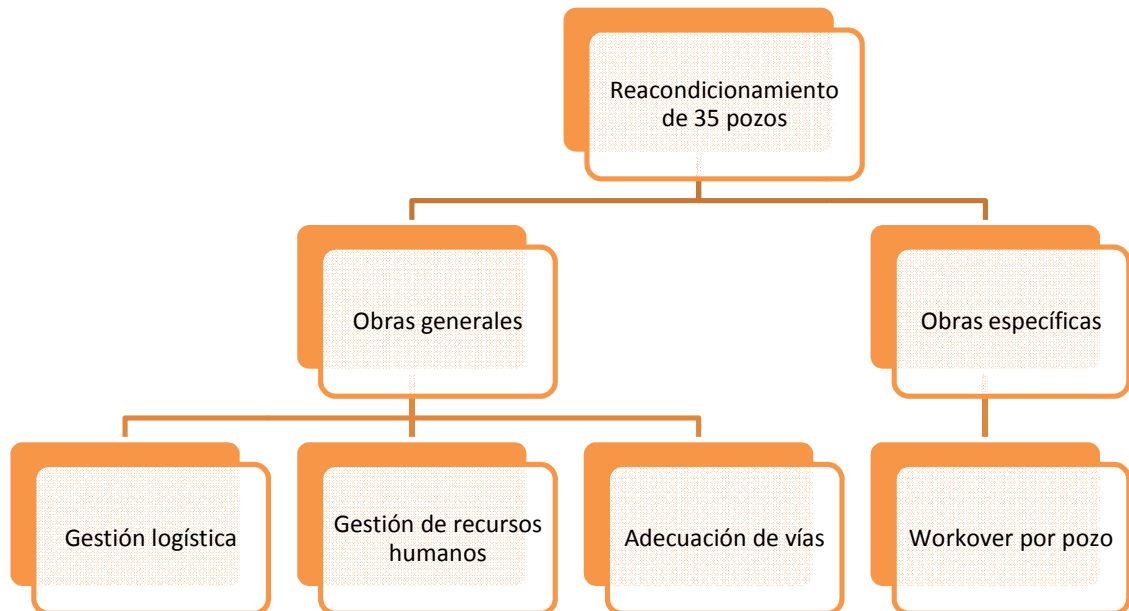 Reacondicionamiento
de 35 pozos
Obras generales
Obras específicas
Gestión logística
Gestión de recursos
humanos
Adecuación de vías
Workover por pozo